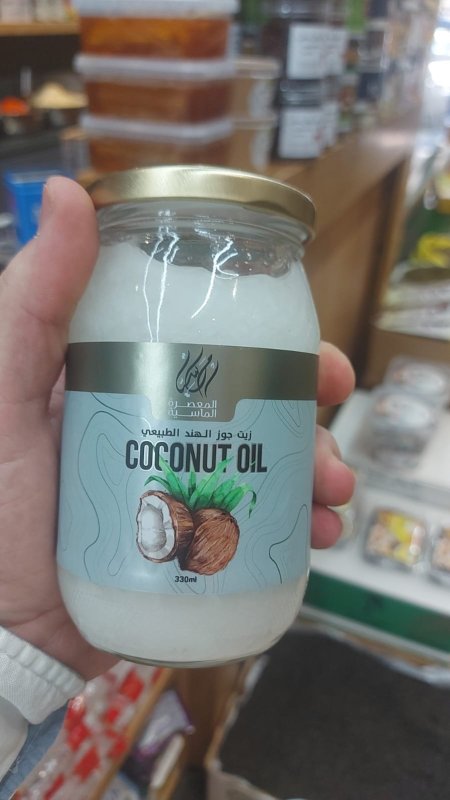 المعصرة
الماسية
زيت جوز الهند الطبيعي
COCONUT OIL
330ml